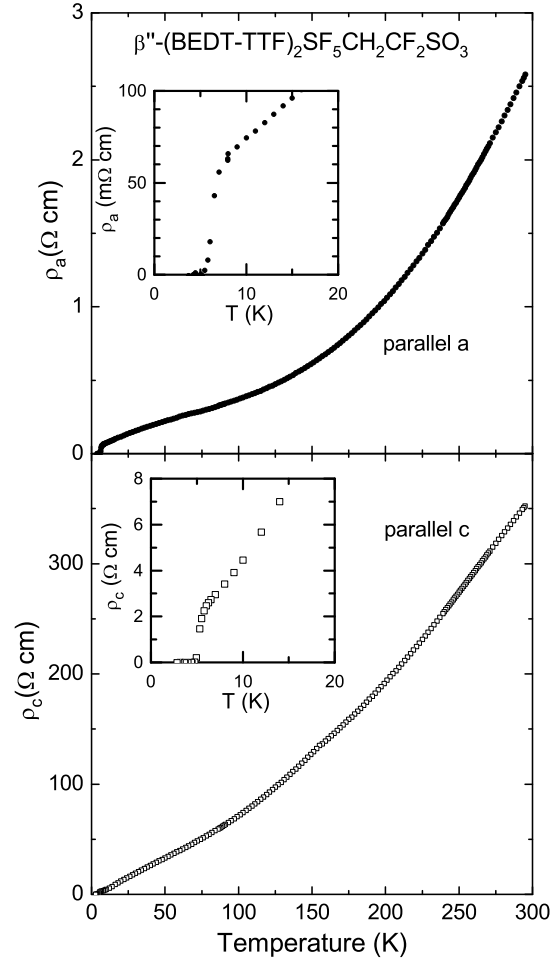 β''-(BEDT-TTF)₂SF₅CH₂CF₂SO₃
3
2
1
0
ρa(Ω cm)
parallel a
100
50
0
ρa (mΩ cm)
0 10 20
T (K)
300
200
100
0
ρc(Ω cm)
parallel c
8
6
4
2
0
ρc (Ω cm)
0 10 20
T (K)
0 50 100 150 200 250 300
Temperature (K)